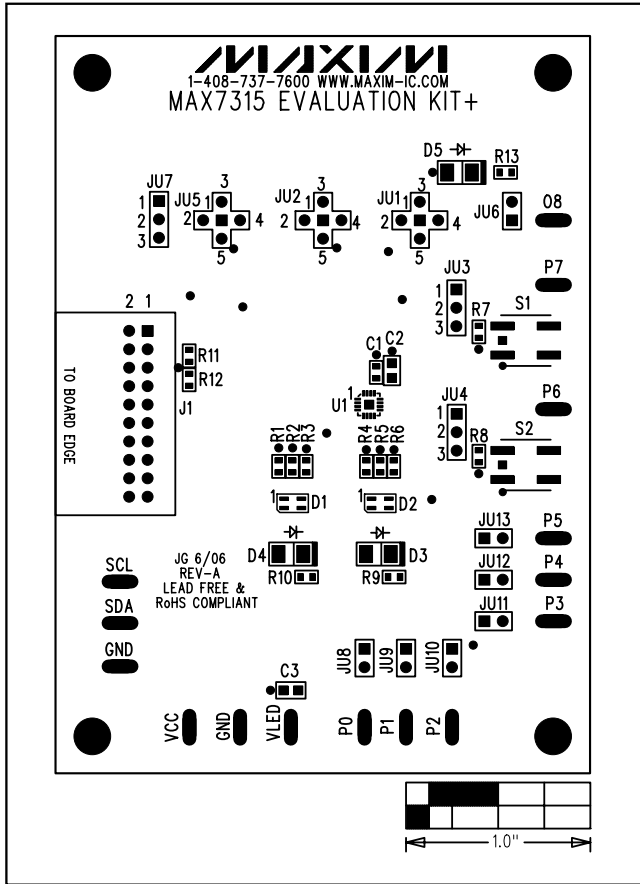 MAXIM
1-408-737-7600 WWW.MAXIM-IC.COM
MAX7315 EVALUATION KIT+
D5
R13
JU7
1
2
3
JU5
3
1
2
4
5
JU2
3
1
2
4
5
JU1
3
1
2
4
5
JU6
O8
P7
JU3
1
2
3
R7
S1
2 1
TO BOARD EDGE
R11
R12
J1
C1
C2
1
U1
P6
JU4
1
2
3
R8
S2
R1
R2
R3
R4
R5
R6
1
D1
1
D2
JU13
P5
D4
D3
R10
R9
JU12
P4
JU11
P3
SCL
SDA
GND
JG 6/06
REV-A
LEAD FREE &
RoHS COMPLIANT
JU8
JU9
JU10
C3
VCC
GND
VLED
P0
P1
P2
1.0"